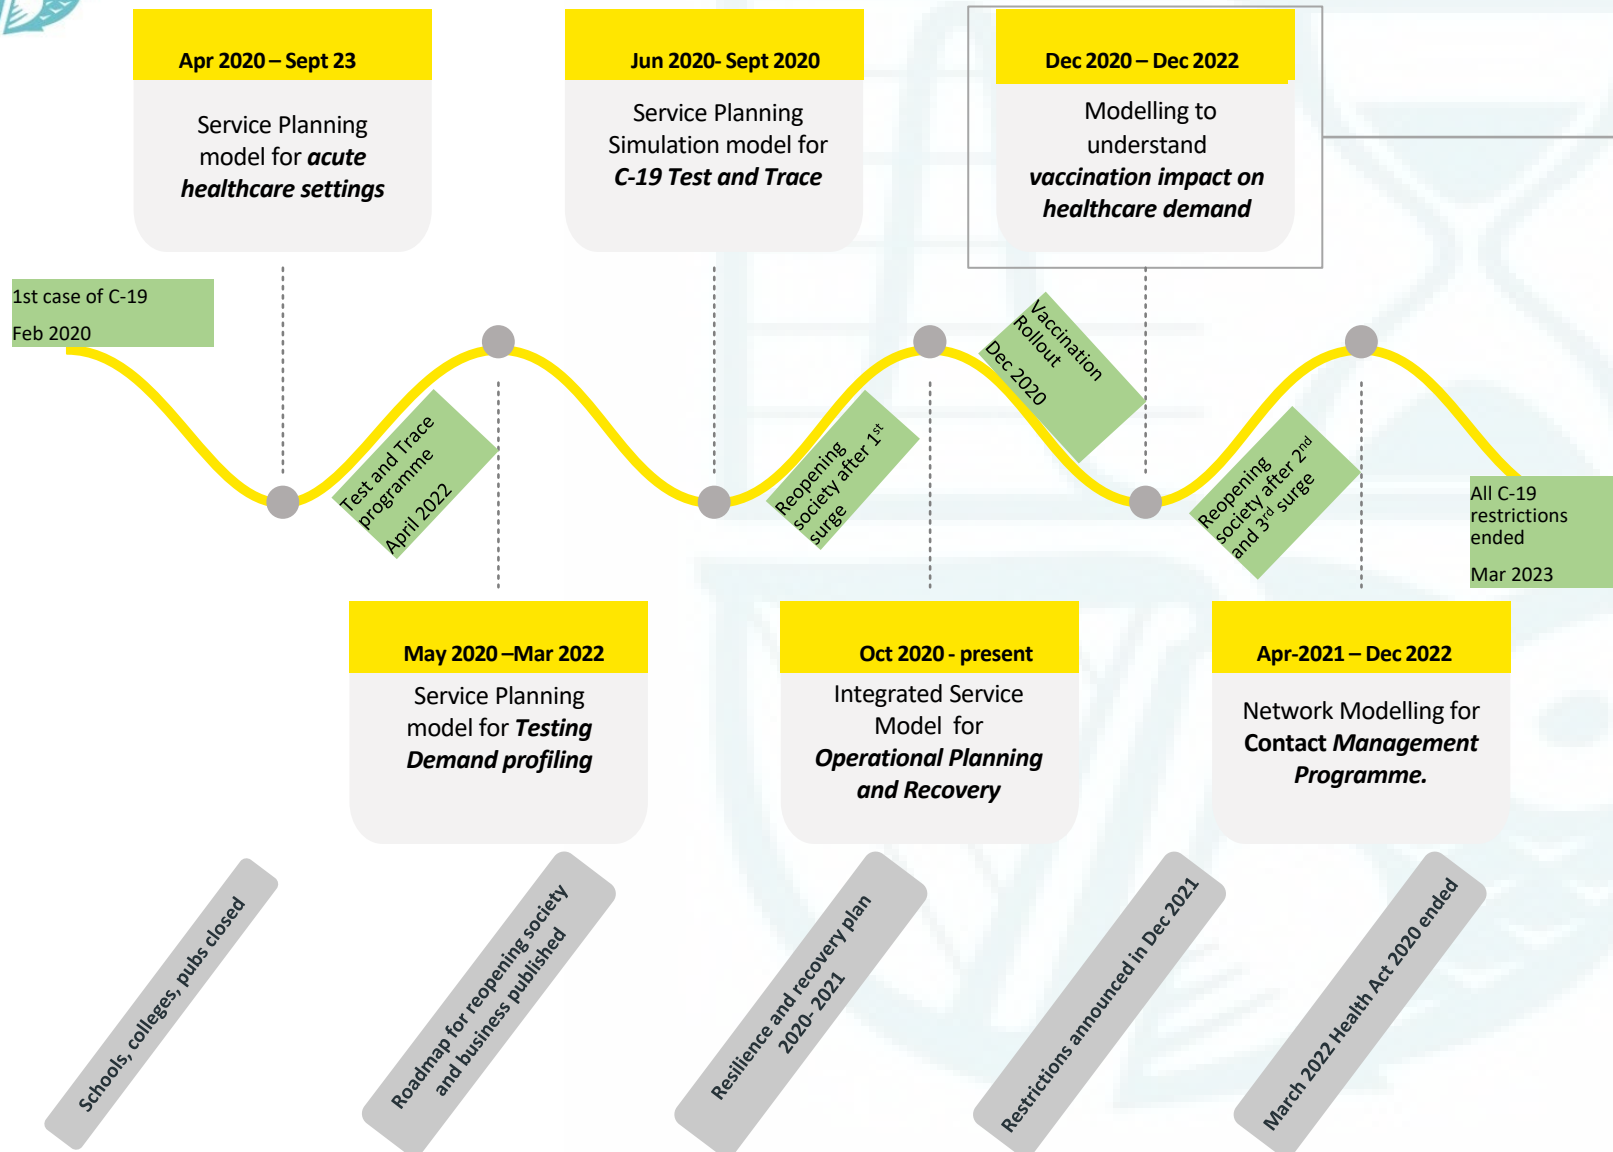 Apr 2020 – Sept 23
Service Planning
model for acute
healthcare settings
Jun 2020- Sept 2020
Service Planning
Simulation model for
C-19 Test and Trace
Dec 2020 – Dec 2022
Modelling to
understand
vaccination impact on
healthcare demand
1st case of C-19
Feb 2020
Test and Trace
programme
April 2022
Reopening
society after 1st
surge
Vaccination
Rollout
Dec 2020
Reopening
society after 2nd
and 3rd surge
All C-19
restrictions
ended
Mar 2023
May 2020 –Mar 2022
Service Planning
model for Testing
Demand profiling
Oct 2020 - present
Integrated Service
Model for
Operational Planning
and Recovery
Apr-2021 – Dec 2022
Network Modelling for
Contact Management
Programme.
Schools, colleges, pubs closed
Roadmap for reopening society
and business published
Resilience and recovery plan
2020- 2021
Restrictions announced in Dec 2021
March 2022 Health Act 2020 ended